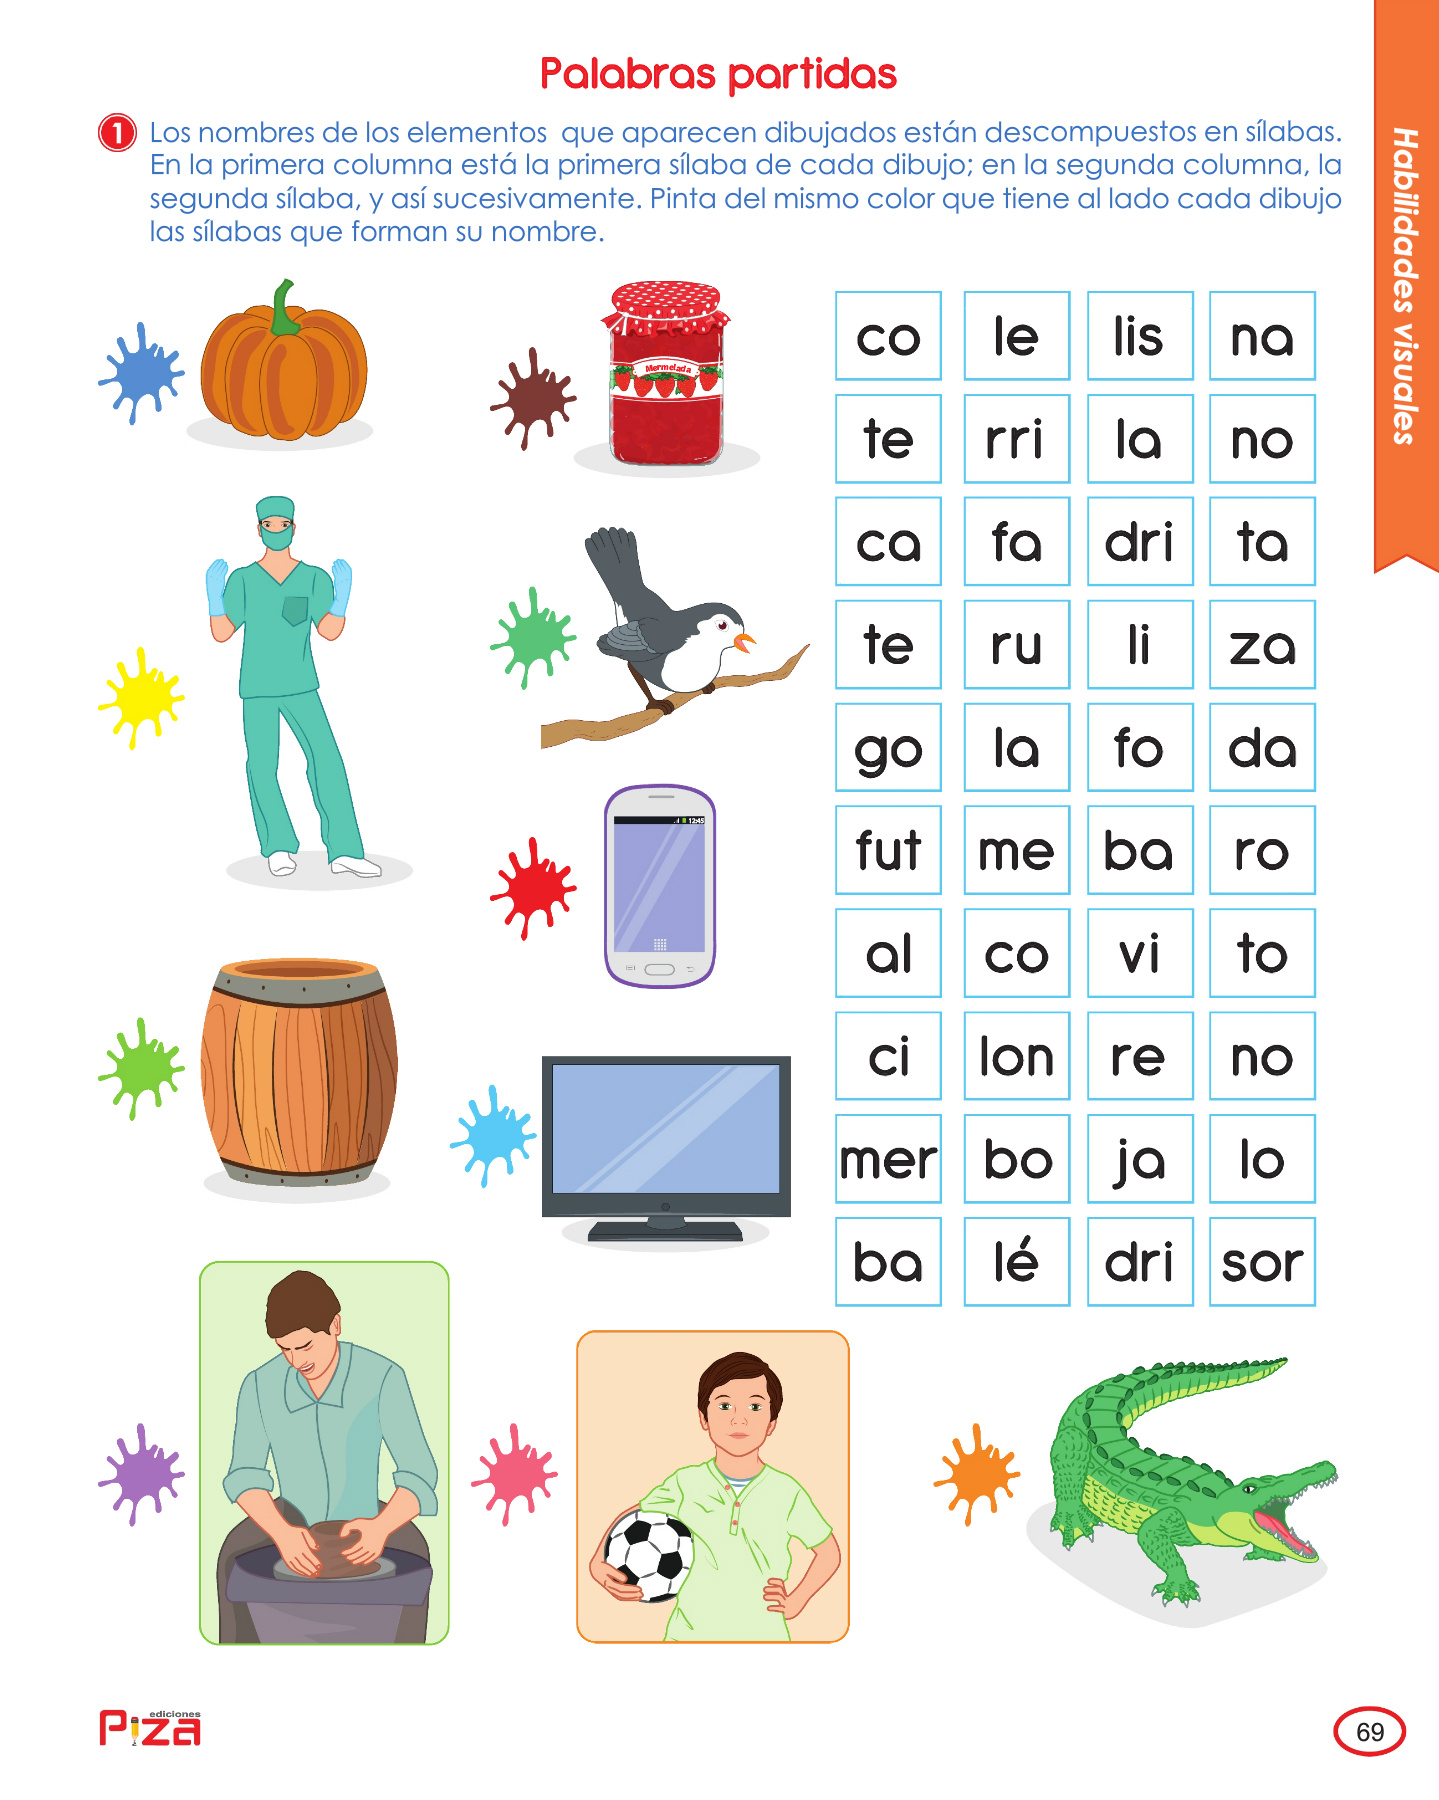 Palabras partidas
1 Los nombres de los elementos que aparecen dibujados están descompuestos en sílabas.
En la primera columna está la primera sílaba de cada dibujo; en la segunda columna, la
segunda sílaba, y así sucesivamente. Pinta del mismo color que tiene al lado cada dibujo
las sílabas que forman su nombre.
Habilidades visuales
Mermelada
12:45
co le lis na
te rri la no
ca fa dri ta
te ru li za
go la fo da
fut me ba ro
al co vi to
ci lon re no
mer bo ja lo
ba lé dri sor
ediciones
Piza
69